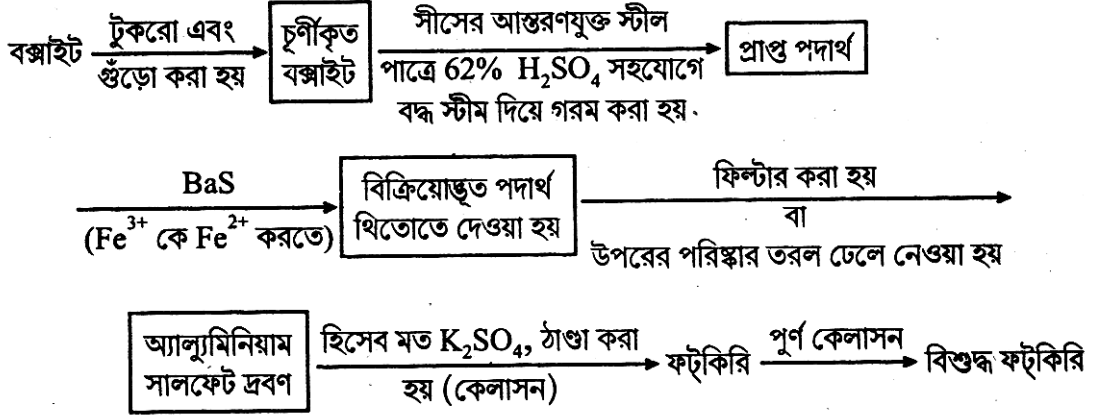 বক্সাইট টুকরো এবং গুঁড়ো করা হয়
চূর্ণীকৃত বক্সাইট
সীসের আস্তরণযুক্ত স্টীল
পাত্রে 62% H₂SO₄ সহযোগে
বদ্ধ স্টীম দিয়ে গরম করা হয়.
প্রাপ্ত পদার্থ
BaS
(Fe³⁺ কে Fe²⁺ করতে)
বিক্রিয়োদ্ভূত পদার্থ
থিতোতে দেওয়া হয়
ফিল্টার করা হয়
বা
উপরের পরিষ্কার তরল ঢেলে নেওয়া হয়
অ্যালুমিনিয়াম
সালফেট দ্রবণ
হিসেব মত K₂SO₄, ঠাণ্ডা করা
হয় (কেলাসন)
ফট্‌কিরি
পুর্ণ কেলাসন
বিশুদ্ধ ফট্‌কিরি